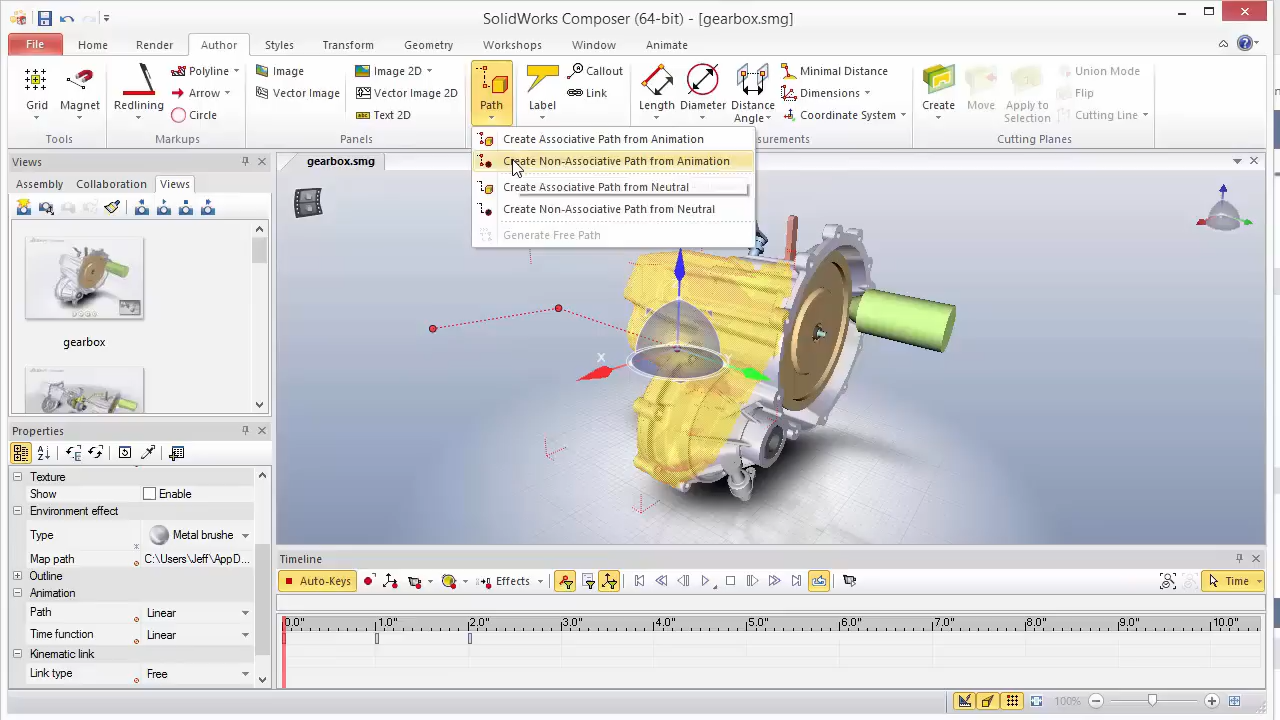 SolidWorks Composer (64-bit) - [gearbox.smg]
File Home Render Author Styles Transform Geometry Workshops Window Animate
Polyline Image Image 2D Callout Minimal Distance Union Mode
Grid Magnet Redlining Arrow Vector Image Vector Image 2D Path Label Link Length Diameter Distance Angle Dimensions Create Move Apply to Selection Flip
Circle Text 2D Coordinate System Cutting Line
Tools Markups Panels surements Cutting Planes
Create Associative Path from Animation
Create Non-Associative Path from Animation
Create Associative Path from Neutral
Create Non-Associative Path from Neutral
Generate Free Path
Views gearbox.smg
Assembly Collaboration Views
gearbox
X
Properties
Texture
Show Enable
Environment effect
Type Metal brushe
Map path C:\Users\Jeff\AppD...
Outline
Animation
Path Linear
Time function Linear
Kinematic link
Link type Free
Timeline
Auto-Keys Effects Time
0.0" 1.0" 2.0" 3.0" 4.0" 5.0" 6.0" 7.0" 8.0" 9.0" 10.0"
100%